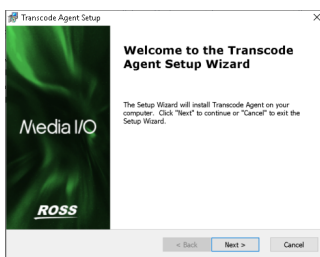 Transcode Agent Setup
Welcome to the Transcode
Agent Setup Wizard
The Setup Wizard will install Transcode Agent on your
computer. Click "Next" to continue or "Cancel" to exit the
Setup Wizard.
Media I/O
ROSS
< Back
Next >
Cancel